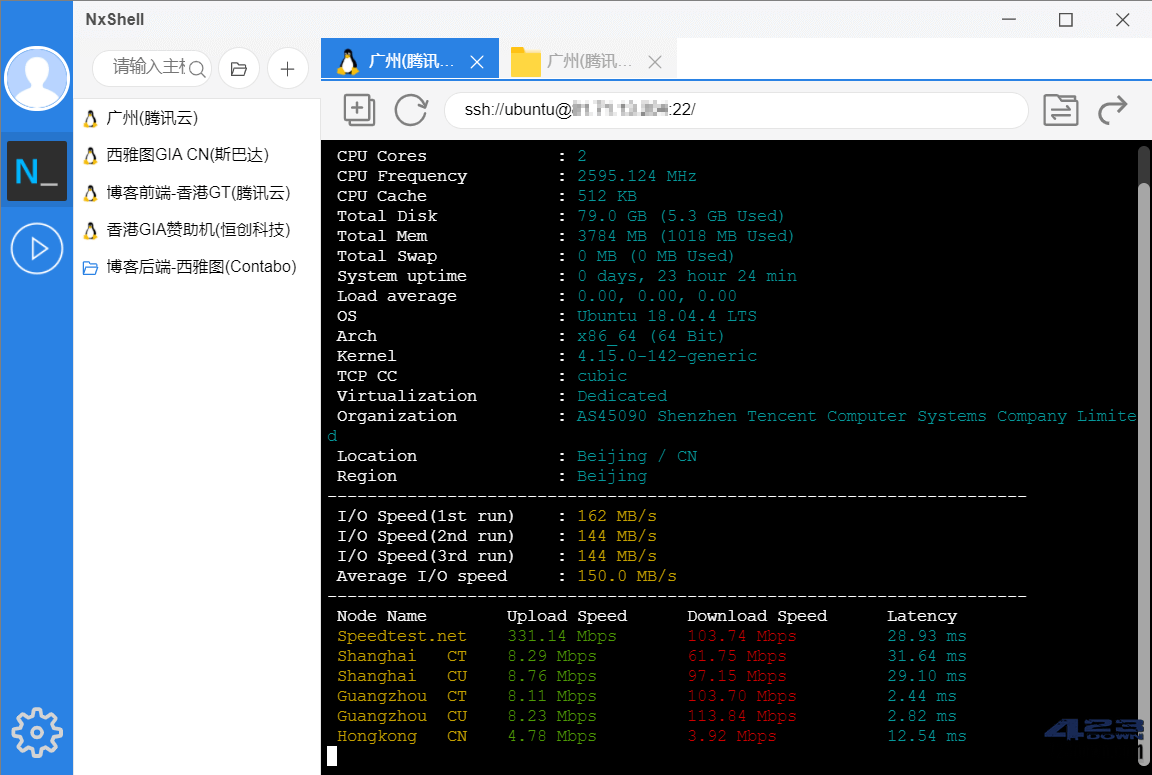 NxShell
请输入主机
广州(腾讯...
广州(腾讯...
ssh://ubuntu@ :22/
广州(腾讯云)
西雅图GIA CN(斯巴达)
博客前端-香港GT(腾讯云)
香港GIA赞助机(恒创科技)
博客后端-西雅图(Contabo)
N_
CPU Cores : 2
CPU Frequency : 2595.124 MHz
CPU Cache : 512 KB
Total Disk : 79.0 GB (5.3 GB Used)
Total Mem : 3784 MB (1018 MB Used)
Total Swap : 0 MB (0 MB Used)
System uptime : 0 days, 23 hour 24 min
Load average : 0.00, 0.00, 0.00
OS : Ubuntu 18.04.4 LTS
Arch : x86_64 (64 Bit)
Kernel : 4.15.0-142-generic
TCP CC : cubic
Virtualization : Dedicated
Organization : AS45090 Shenzhen Tencent Computer Systems Company Limite
d
Location : Beijing / CN
Region : Beijing
----------------------------------------------------------------------
I/O Speed(1st run) : 162 MB/s
I/O Speed(2nd run) : 144 MB/s
I/O Speed(3rd run) : 144 MB/s
Average I/O speed : 150.0 MB/s
----------------------------------------------------------------------
Node Name Upload Speed Download Speed Latency
Speedtest.net 331.14 Mbps 103.74 Mbps 28.93 ms
Shanghai CT 8.29 Mbps 61.75 Mbps 31.64 ms
Shanghai CU 8.76 Mbps 97.15 Mbps 29.10 ms
Guangzhou CT 8.11 Mbps 103.70 Mbps 2.44 ms
Guangzhou CU 8.23 Mbps 113.84 Mbps 2.82 ms
Hongkong CN 4.78 Mbps 3.92 Mbps 12.54 ms
423
DOWN